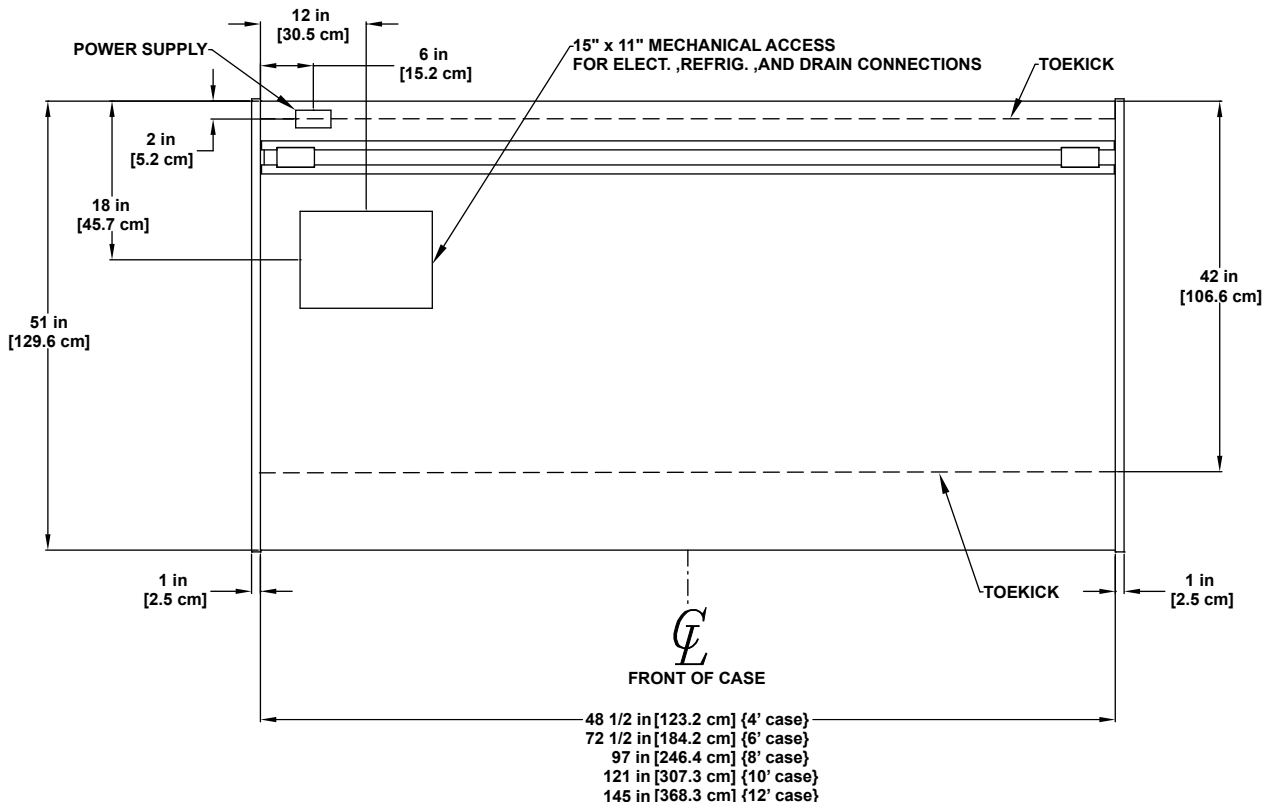 12 in
[30.5 cm]
POWER SUPPLY
6 in
[15.2 cm]
15" x 11" MECHANICAL ACCESS
FOR ELECT. ,REFRIG. ,AND DRAIN CONNECTIONS
TOEKICK
2 in
[5.2 cm]
18 in
[45.7 cm]
42 in
[106.6 cm]
51 in
[129.6 cm]
1 in
[2.5 cm]
TOEKICK
1 in
[2.5 cm]
CL
FRONT OF CASE
48 1/2 in [123.2 cm] {4' case}
72 1/2 in [184.2 cm] {6' case}
97 in [246.4 cm] {8' case}
121 in [307.3 cm] {10' case}
145 in [368.3 cm] {12' case}